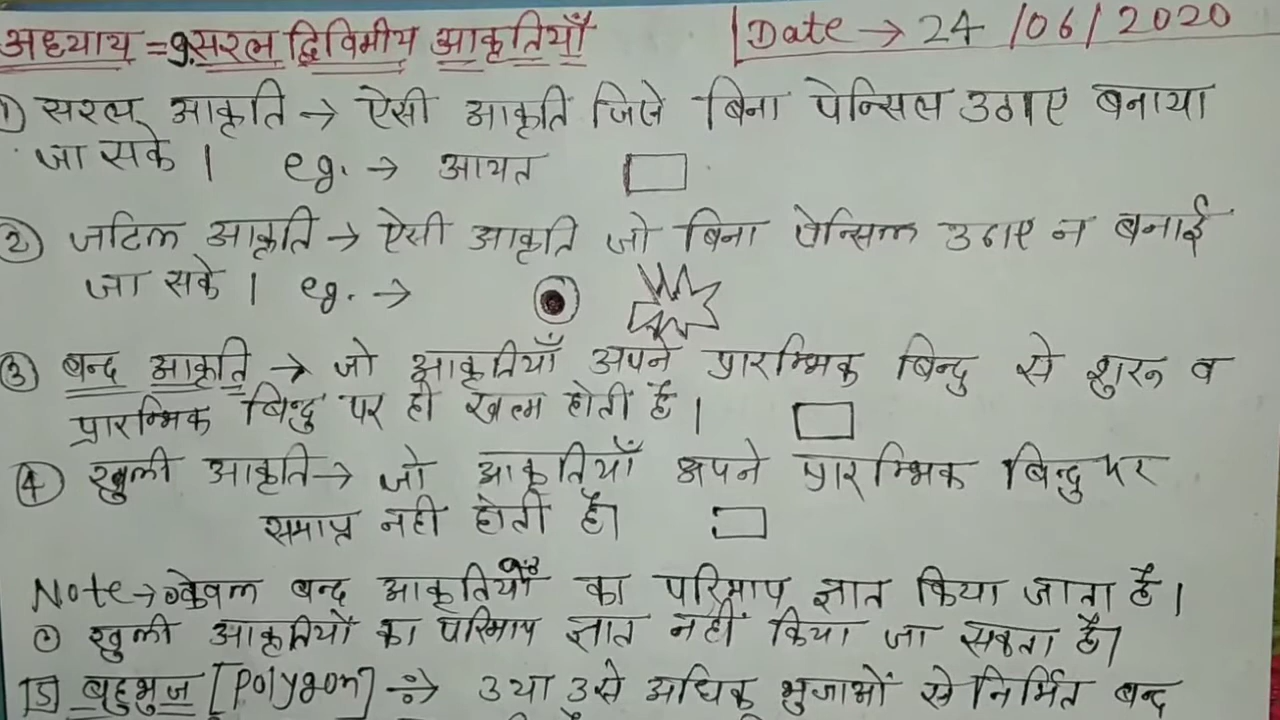 अध्याय = 9. सरल द्विविमीय आकृतियाँ
Date → 24/06/2020
① सरल आकृति → ऐसी आकृति जिसे बिना पेन्सिल उठाए बनाया
जा सके। eg. → आयत
② जटिल आकृति → ऐसी आकृति जो बिना पेन्सिल उठाए न बनाई
जा सके। eg. →
③ बन्द आकृति → जो आकृतियाँ अपने प्रारम्भिक बिन्दु से शुरू व
प्रारम्भिक बिन्दु पर ही खत्म होती है।
④ खुली आकृति → जो आकृतियाँ अपने प्रारम्भिक बिन्दु पर
समाप्त नही होती है।
Note → केवल बन्द आकृतियों का परिमाप ज्ञात किया जाता है।
खुली आकृतियों का परिमाप ज्ञात नहीं किया जा सकता है।
5 बहुभुज [Polygon] → 3 या 3 से अधिक भुजाओं से निर्मित बन्द